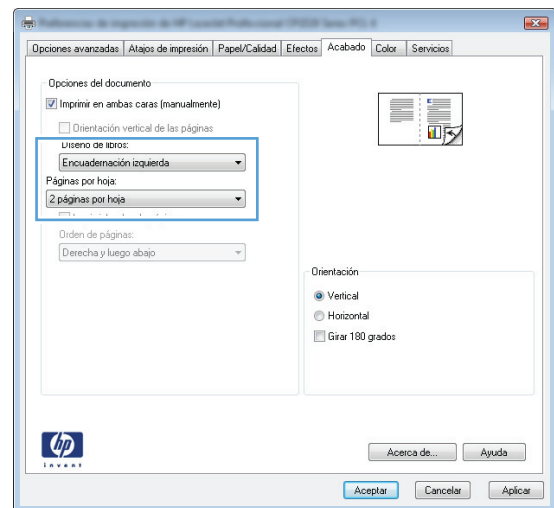 Opciones avanzadas Atajos de impresión Papel/Calidad Efectos Acabado Color Servicios
Opciones del documento
Imprimir en ambas caras (manualmente)
Orientación vertical de las páginas
Diseño de libros:
Encuadernación izquierda
Páginas por hoja:
2 páginas por hoja
Orden de páginas:
Derecha y luego abajo
Orientación
Vertical
Horizontal
Girar 180 grados
hp
invent
Acerca de... Ayuda
Aceptar Cancelar Aplicar